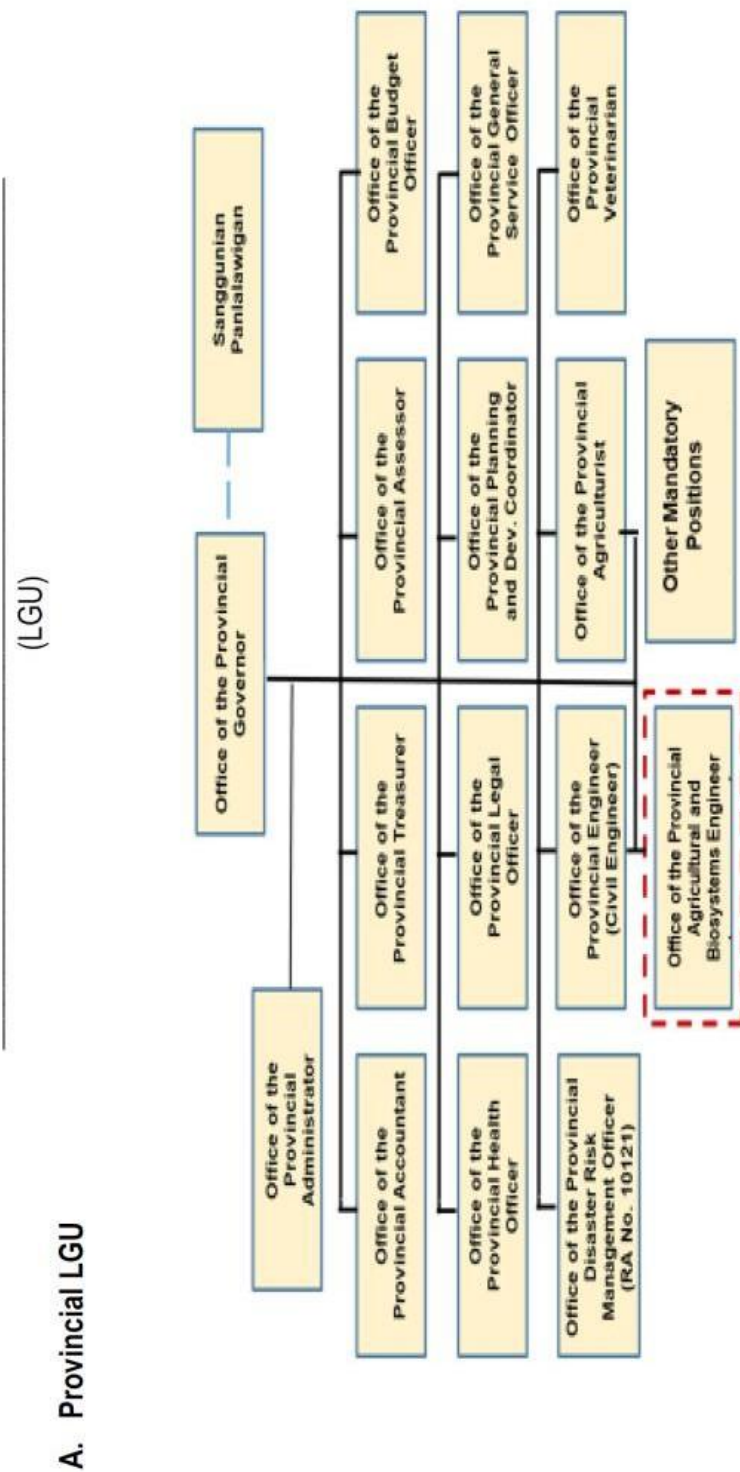 (LGU)
A. Provincial LGU
Office of the Provincial
Governor
Sanggunian
Panlalawigan
Office of the
Provincial
Administrator
Office of the
Provincial Accountant
Office of the
Provincial Treasurer
Office of the
Provincial Assessor
Office of the
Provincial Budget
Officer
Office of the
Provincial Health
Officer
Office of the
Provincial Legal
Officer
Office of the
Provincial Planning
and Dev. Coordinator
Office of the
Provincial General
Service Officer
Office of the Provincial
Disaster Risk
Management Officer
(RA No. 10121)
Office of the
Provincial Engineer
(Civil Engineer)
Office of the Provincial
Agriculturist
Office of the
Provincial
Veterinarian
Office of the Provincial
Agricultural and
Biosystems Engineer
Other Mandatory
Positions